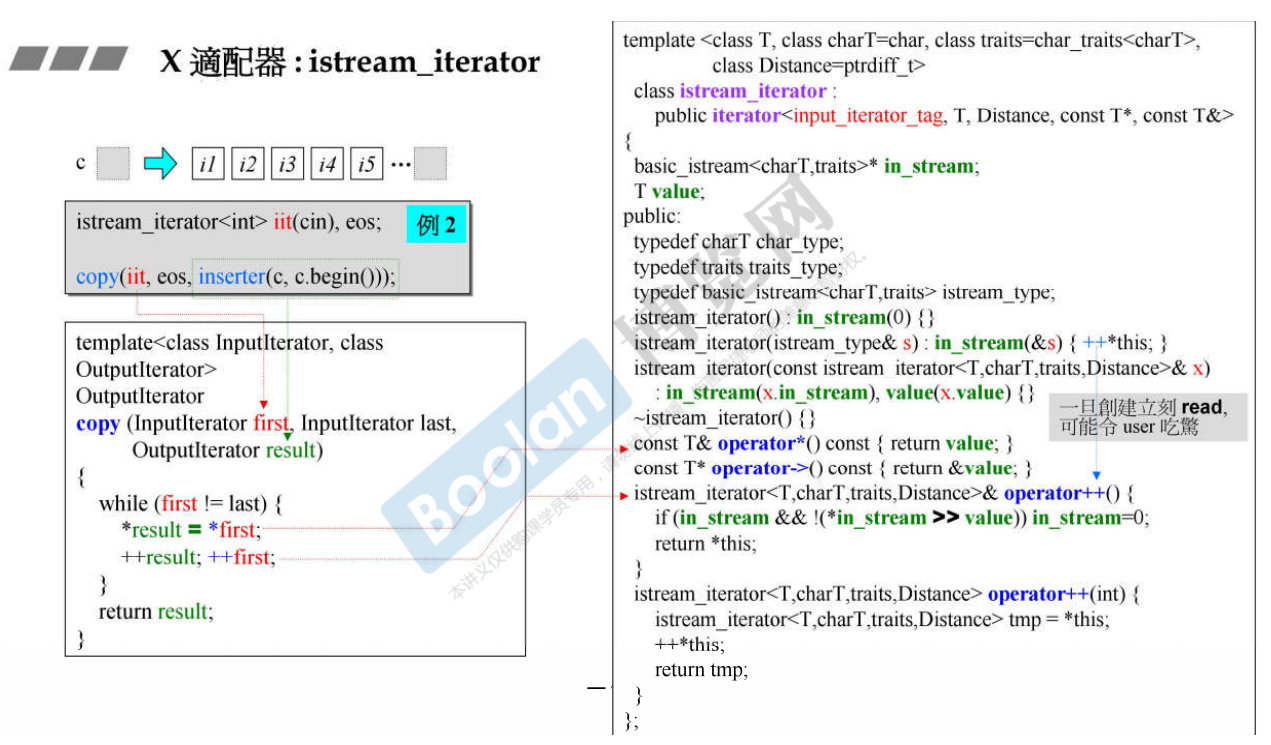 X 適配器 : istream_iterator
c i1 i2 i3 i4 i5 ...
istream_iterator<int> iit(cin), eos;
例 2
copy(iit, eos, inserter(c, c.begin()));
template<class InputIterator, class
OutputIterator>
OutputIterator
copy (InputIterator first, InputIterator last,
OutputIterator result)
{
while (first != last) {
*result = *first;
++result; ++first;
}
return result;
}
template <class T, class charT=char, class traits=char_traits<charT>,
class Distance=ptrdiff_t>
class istream_iterator :
public iterator<input_iterator_tag, T, Distance, const T*, const T&>
{
basic_istream<charT,traits>* in_stream;
T value;
public:
typedef charT char_type;
typedef traits traits_type;
typedef basic_istream<charT,traits> istream_type;
istream_iterator() : in_stream(0) {}
istream_iterator(istream_type& s) : in_stream(&s) { ++*this; }
istream_iterator(const istream_iterator<T,charT,traits,Distance>& x)
: in_stream(x.in_stream), value(x.value) {}
~istream_iterator() {}
一旦創建立刻 read,
可能令 user 吃驚
const T& operator*() const { return value; }
const T* operator->() const { return &value; }
istream_iterator<T,charT,traits,Distance>& operator++() {
if (in_stream && !(*in_stream >> value)) in_stream=0;
return *this;
}
istream_iterator<T,charT,traits,Distance> operator++(int) {
istream_iterator<T,charT,traits,Distance> tmp = *this;
++*this;
return tmp;
}
};
Boolan 博览网
本讲义仅供购课学员专用，请勿